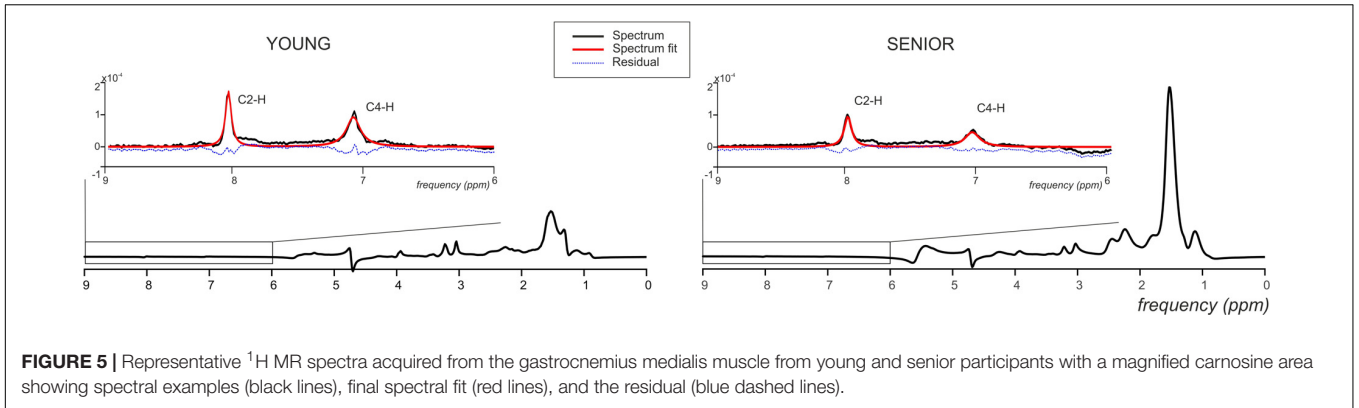 YOUNG
Spectrum
Spectrum fit
Residual
SENIOR
x10⁻⁴
2
1
0
-1
C2-H
C4-H
9
8
7
6
frequency (ppm)
x10⁻⁴
2
1
0
-1
C2-H
C4-H
9
8
7
6
frequency (ppm)
9 8 7 6 5 4 3 2 1 0
9 8 7 6 5 4 3 2 1 0
frequency (ppm)
FIGURE 5 | Representative ¹H MR spectra acquired from the gastrocnemius medialis muscle from young and senior participants with a magnified carnosine area
showing spectral examples (black lines), final spectral fit (red lines), and the residual (blue dashed lines).